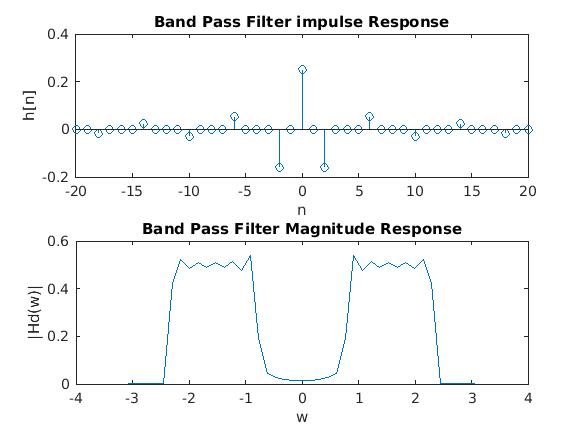 Band Pass Filter impulse Response
0.4
0.2
0
-0.2
h[n]
-20 -15 -10 -5 0 5 10 15 20
n
Band Pass Filter Magnitude Response
0.6
0.4
0.2
0
|Hd(w)|
-4 -3 -2 -1 0 1 2 3 4
w